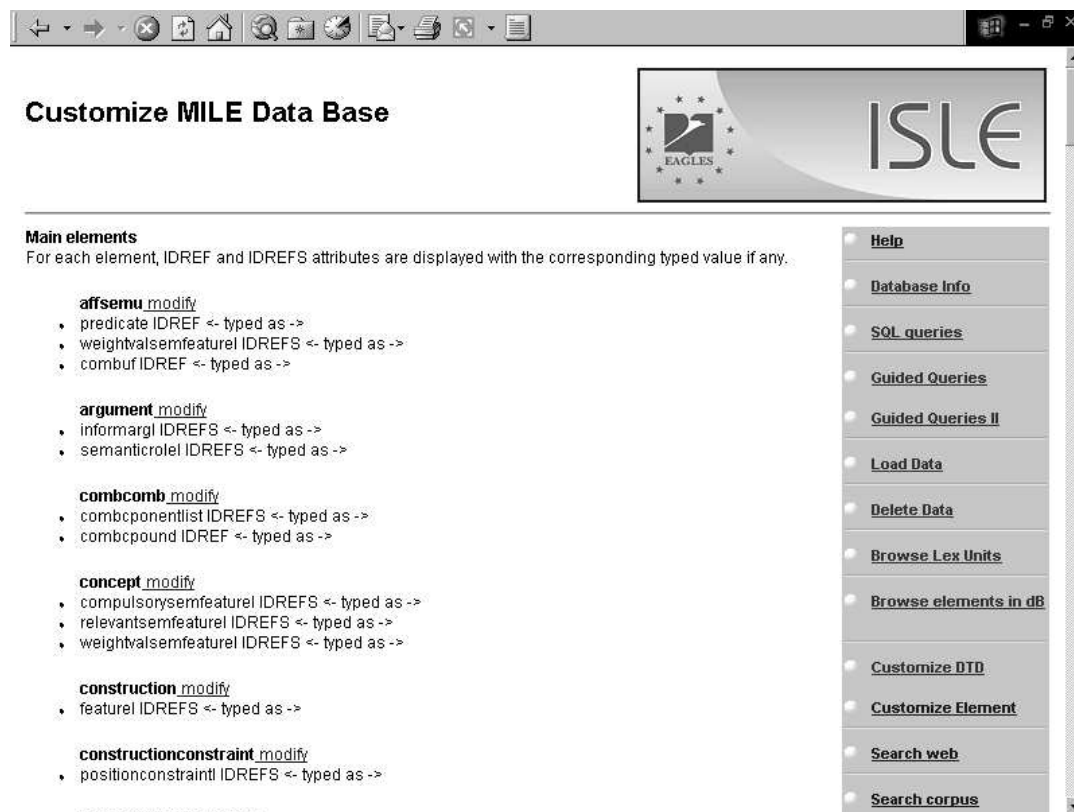 Customize MILE Data Base
EAGLES
ISLE
Main elements
For each element, IDREF and IDREFS attributes are displayed with the corresponding typed value if any.
affsemu modify
predicate IDREF <- typed as ->
weightvalsemfeaturel IDREFS <- typed as ->
combuf IDREF <- typed as ->
argument modify
informargl IDREFS <- typed as ->
semanticrolel IDREFS <- typed as ->
combcomb modify
combcponentlist IDREFS <- typed as ->
combcpound IDREF <- typed as ->
concept modify
compulsorysemfeaturel IDREFS <- typed as ->
relevantsemfeaturel IDREFS <- typed as ->
weightvalsemfeaturel IDREFS <- typed as ->
construction modify
featurel IDREFS <- typed as ->
constructionconstraint modify
positionconstraintl IDREFS <- typed as ->
Help
Database Info
SQL queries
Guided Queries
Guided Queries II
Load Data
Delete Data
Browse Lex Units
Browse elements in dB
Customize DTD
Customize Element
Search web
Search corpus